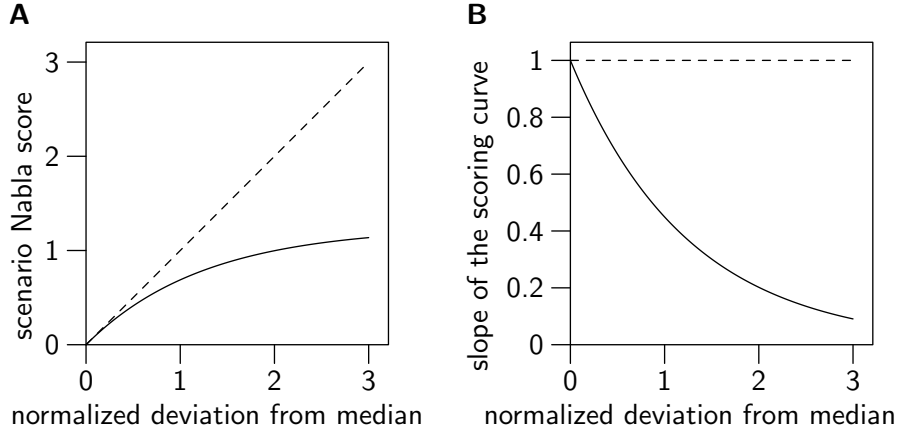 A
scenario Nabla score
3
2
1
0
0 1 2 3
normalized deviation from median
B
slope of the scoring curve
1
0.8
0.6
0.4
0.2
0
0 1 2 3
normalized deviation from median